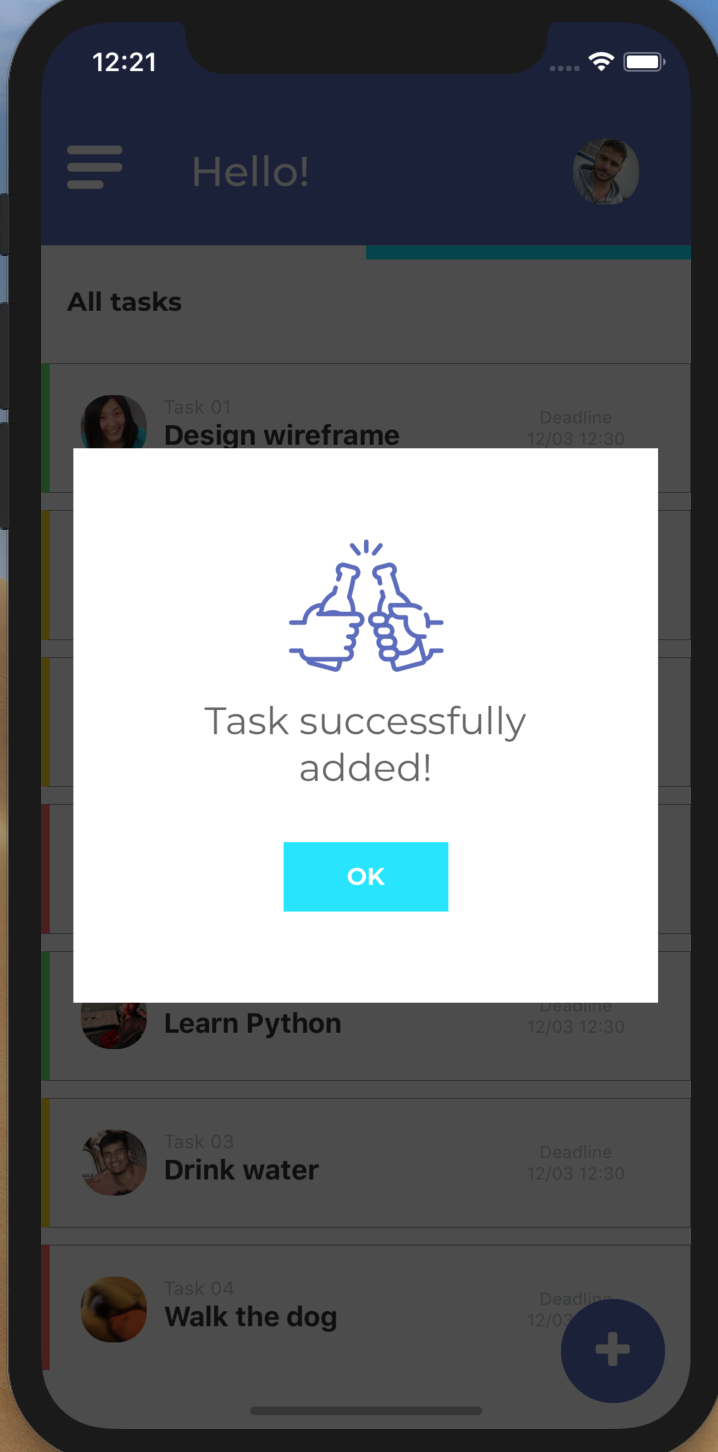 12:21
Hello!
All tasks
Task 01
Design wireframe
Deadline
12/03 12:30
Task successfully
added!
OK
Deadline
Learn Python
12/03 12:30
Task 03
Drink water
Deadline
12/03 12:30
Task 04
Walk the dog
Deadline
12/03